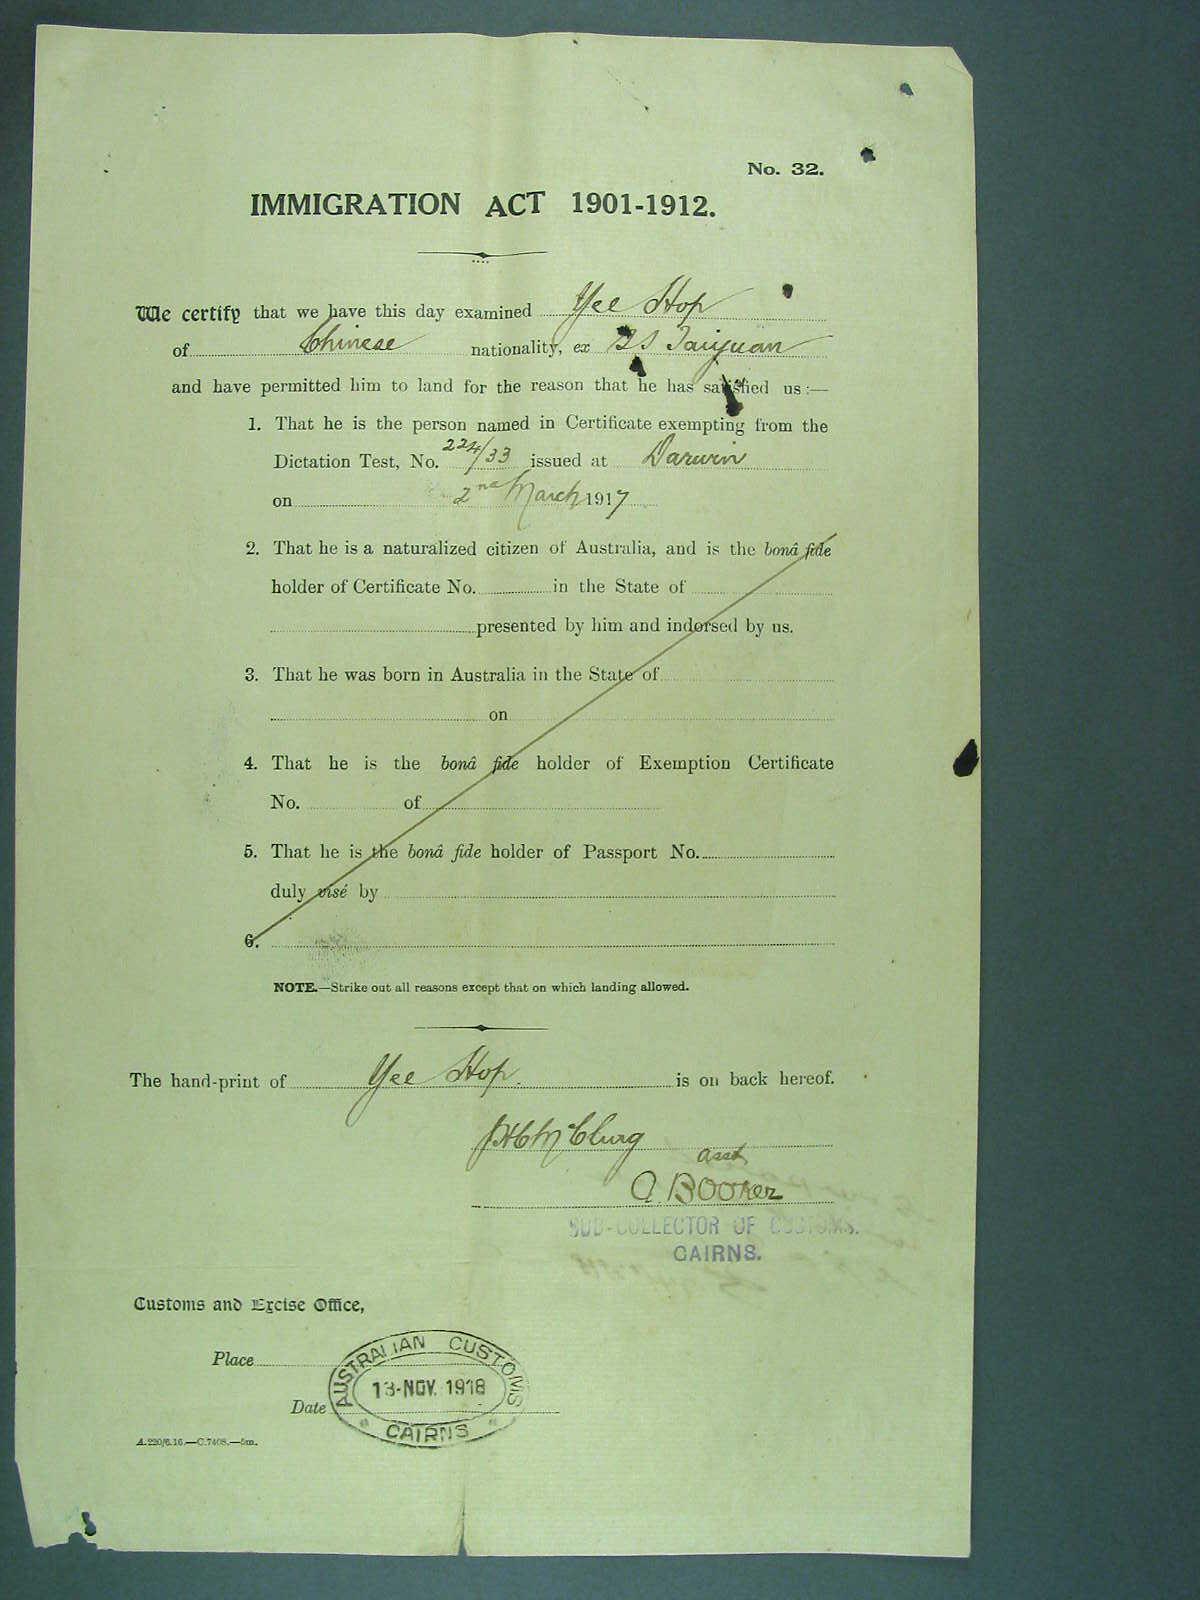 No. 32.
IMMIGRATION ACT 1901-1912.
We certify that we have this day examined Yee Hop
of Chinese nationality, ex SS Taiyuan
and have permitted him to land for the reason that he has satisfied us:—
1. That he is the person named in Certificate exempting from the
Dictation Test, No. 224/33 issued at Darwin
on 2nd March 1917
2. That he is a naturalized citizen of Australia, and is the bonâ fide
holder of Certificate No. in the State of
presented by him and indorsed by us.
3. That he was born in Australia in the State of
on
4. That he is the bonâ fide holder of Exemption Certificate
No. of
5. That he is the bonâ fide holder of Passport No.
duly visé by
6.
NOTE.—Strike out all reasons except that on which landing allowed.
The hand-print of Yee Hop. is on back hereof.
McClurg
asst
A BOOKER
SUB-COLLECTOR OF CUSTOMS.
CAIRNS.
Customs and Excise Office,
Place
AUSTRALIAN CUSTOMS
13-NOV. 1918
Date
CAIRNS
A.220/6.16.—C.7408.—5m.